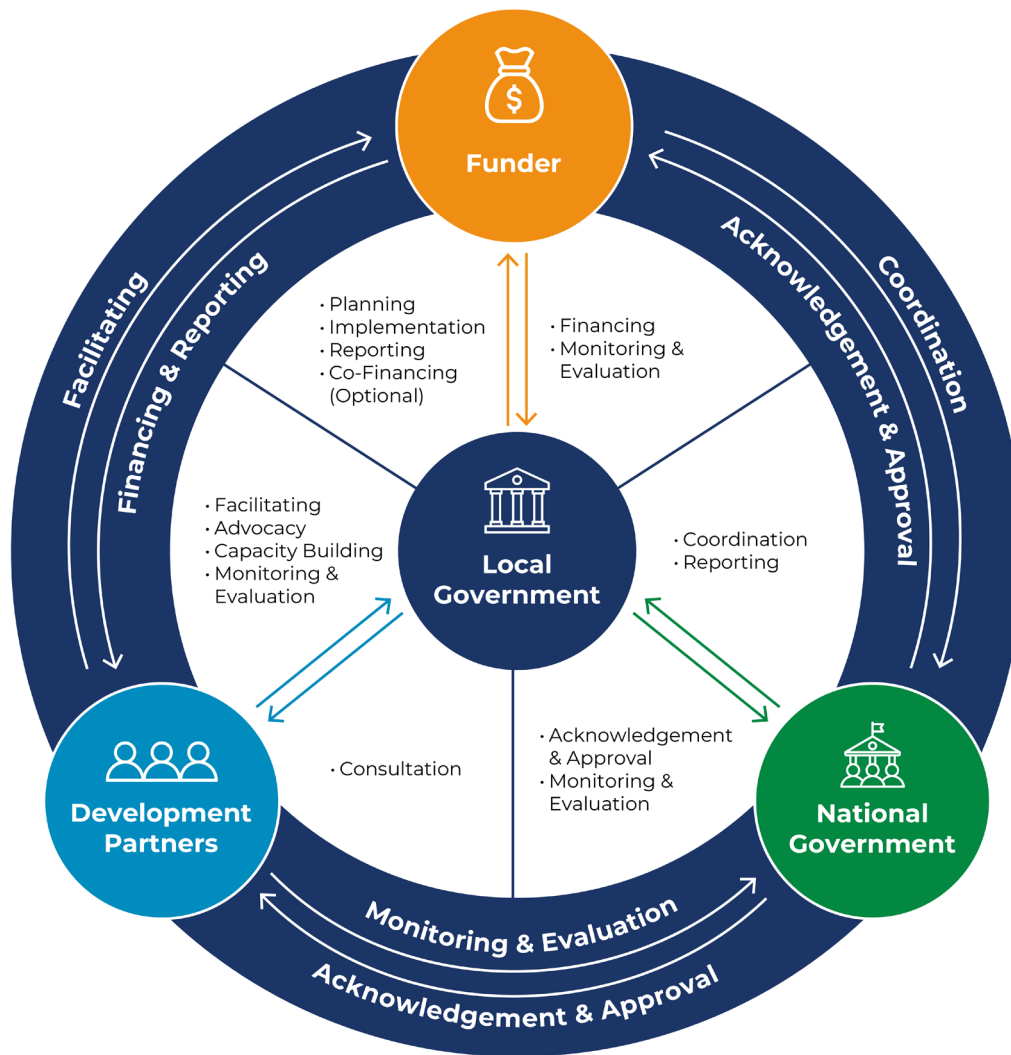 $
Funder
Facilitating
Financing & Reporting
Acknowledgement & Approval
Coordination
· Planning
· Implementation
· Reporting
· Co-Financing
(Optional)
· Financing
· Monitoring &
Evaluation
· Facilitating
· Advocacy
· Capacity Building
· Monitoring &
Evaluation
Local
Government
· Coordination
· Reporting
· Consultation
· Acknowledgement
& Approval
· Monitoring &
Evaluation
Development
Partners
National
Government
Monitoring & Evaluation
Acknowledgement & Approval